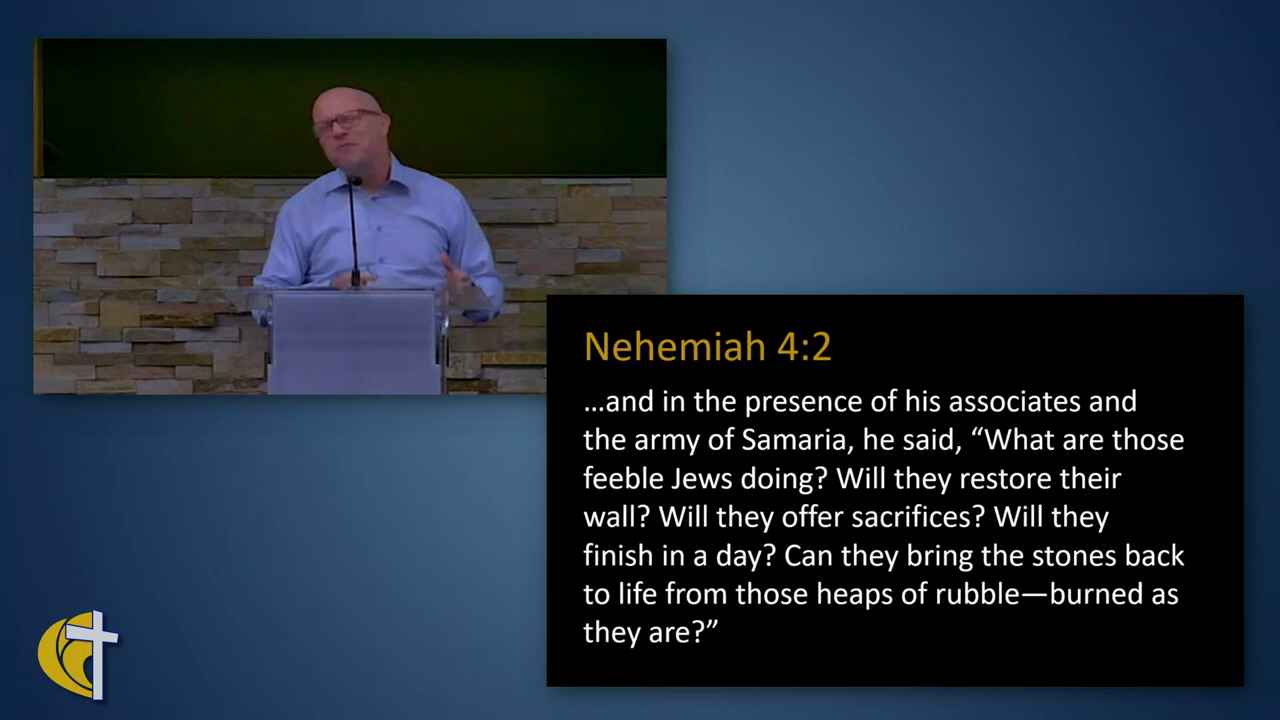 Nehemiah 4:2
…and in the presence of his associates and
the army of Samaria, he said, “What are those
feeble Jews doing? Will they restore their
wall? Will they offer sacrifices? Will they
finish in a day? Can they bring the stones back
to life from those heaps of rubble—burned as
they are?”